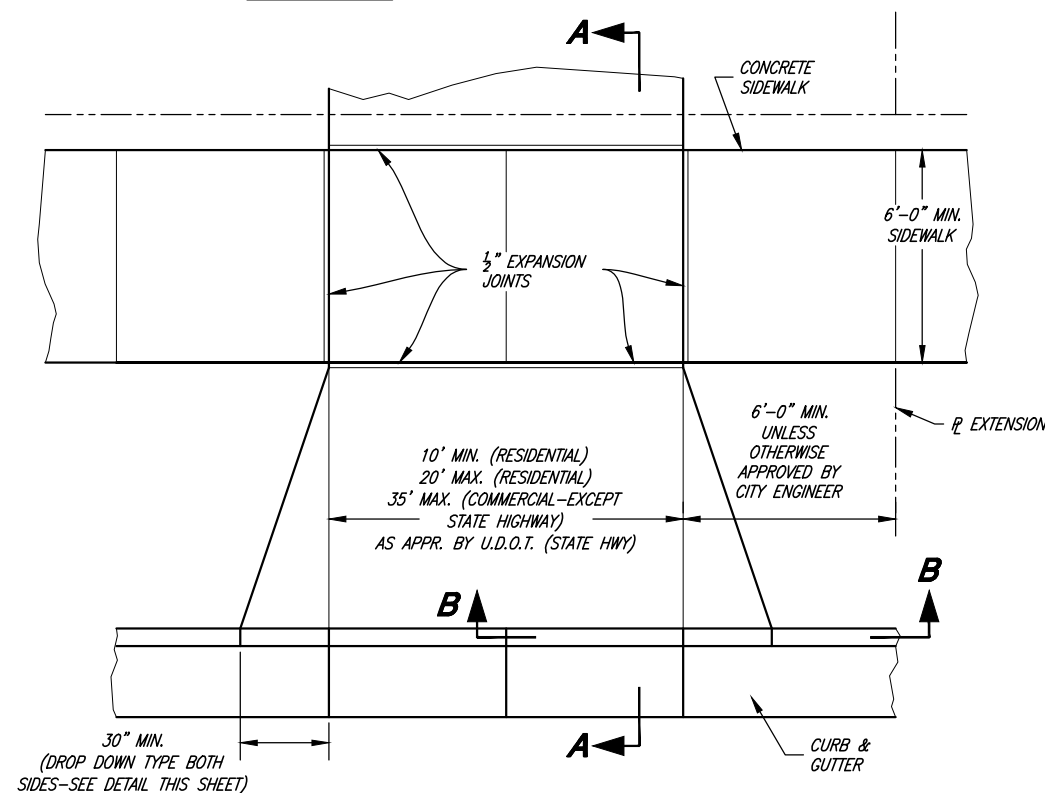 A
CONCRETE
SIDEWALK
6'-0" MIN.
SIDEWALK
½" EXPANSION
JOINTS
10' MIN. (RESIDENTIAL)
20' MAX. (RESIDENTIAL)
35' MAX. (COMMERCIAL-EXCEPT
STATE HIGHWAY)
AS APPR. BY U.D.O.T. (STATE HWY)
6'-0" MIN.
UNLESS
OTHERWISE
APPROVED BY
CITY ENGINEER
PL EXTENSION
B
B
30" MIN.
(DROP DOWN TYPE BOTH
SIDES-SEE DETAIL THIS SHEET)
A
CURB &
GUTTER